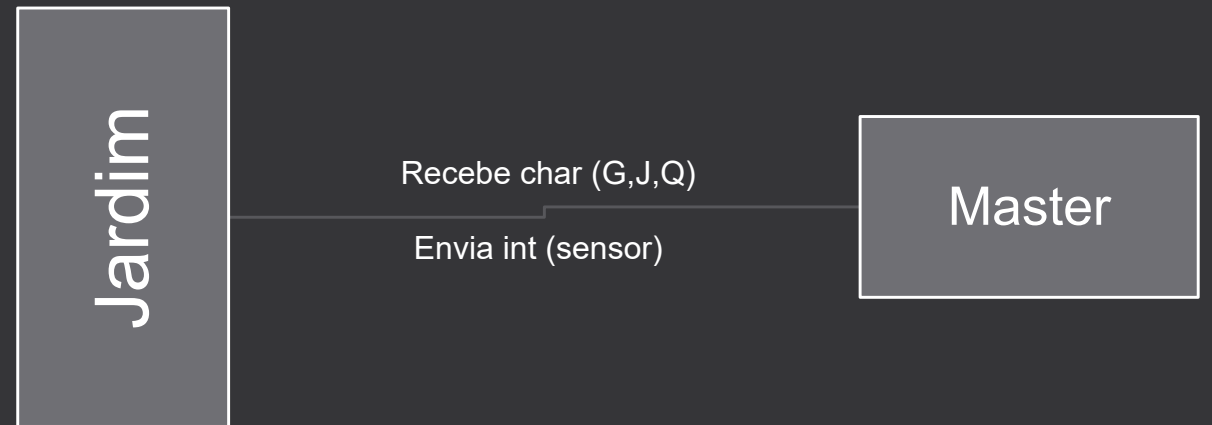 Jardim
Recebe char (G,J,Q)
Envia int (sensor)
Master